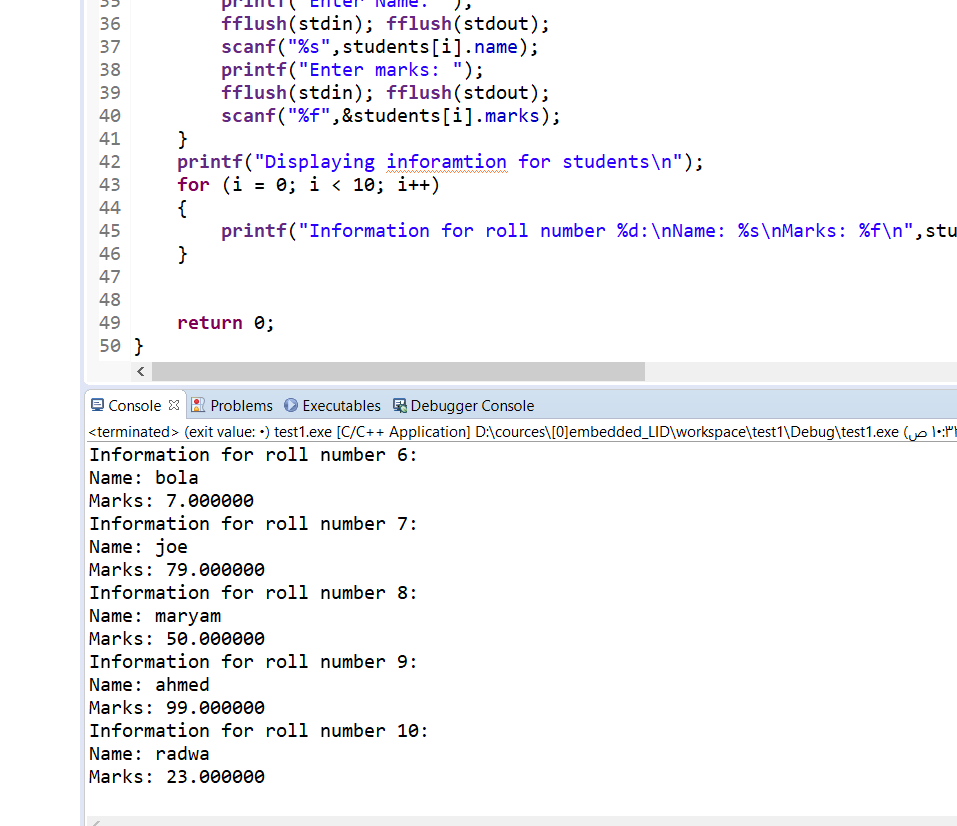 35 printf("Enter Name: ");
36 fflush(stdin); fflush(stdout);
37 scanf("%s",students[i].name);
38 printf("Enter marks: ");
39 fflush(stdin); fflush(stdout);
40 scanf("%f",&students[i].marks);
41 }
42 printf("Displaying inforamtion for students\n");
43 for (i = 0; i < 10; i++)
44 {
45 printf("Information for roll number %d:\nName: %s\nMarks: %f\n",stu
46 }
47
48
49 return 0;
50 }
Console Problems Executables Debugger Console
<terminated> (exit value: ٠) test1.exe [C/C++ Application] D:\cources\[0]embedded_LID\workspace\test1\Debug\test1.exe (ص
Information for roll number 6:
Name: bola
Marks: 7.000000
Information for roll number 7:
Name: joe
Marks: 79.000000
Information for roll number 8:
Name: maryam
Marks: 50.000000
Information for roll number 9:
Name: ahmed
Marks: 99.000000
Information for roll number 10:
Name: radwa
Marks: 23.000000